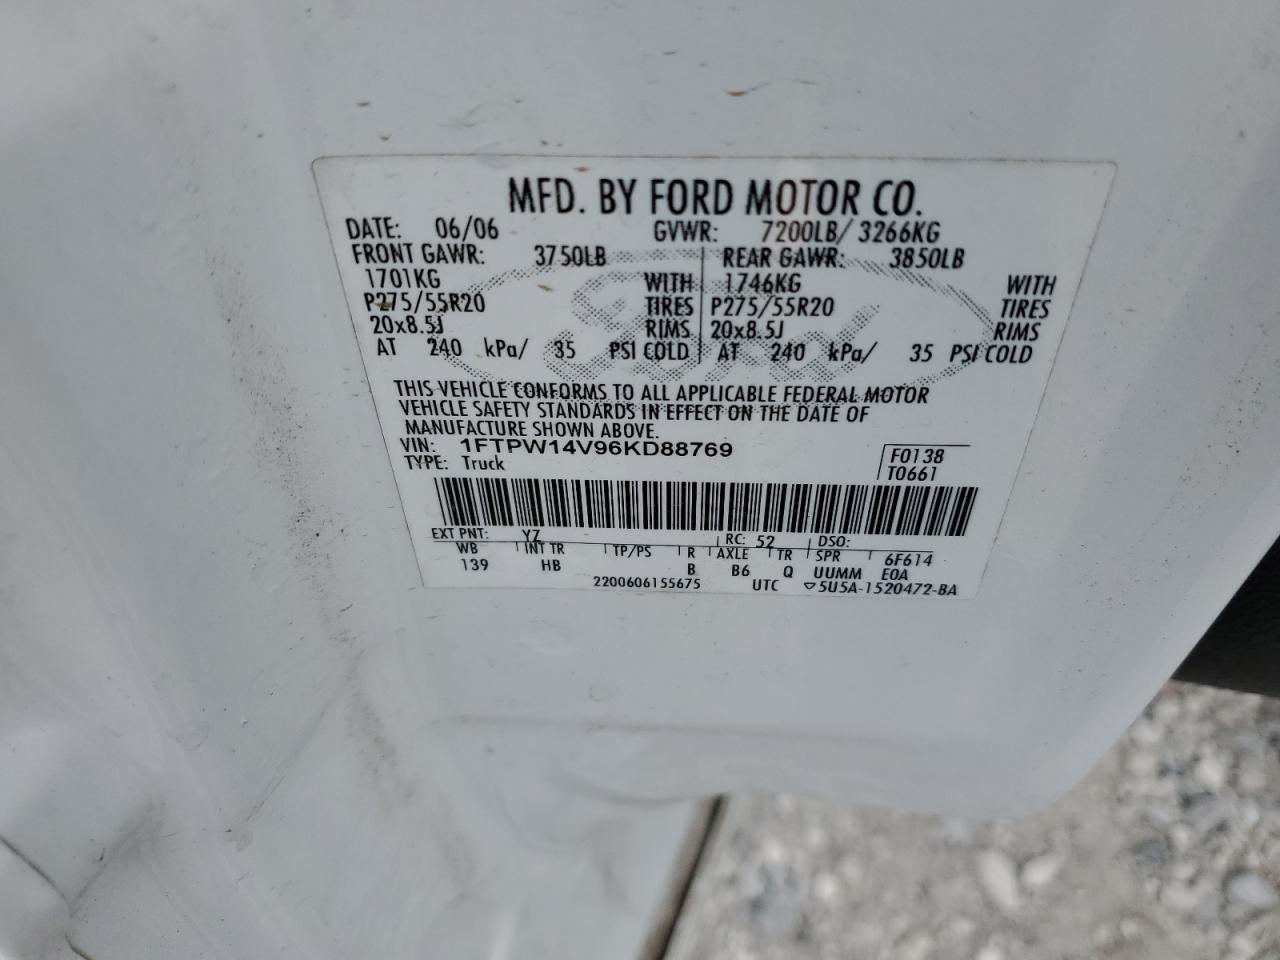 MFD. BY FORD MOTOR CO.
DATE: 06/06 GVWR: 7200LB/ 3266KG
FRONT GAWR: 3750LB REAR GAWR: 3850LB
1701KG WITH 1746KG WITH
P275/55R20 TIRES P275/55R20 TIRES
20x8.5J RIMS 20x8.5J RIMS
AT 240 kPa/ 35 PSI COLD AT 240 kPa/ 35 PSI COLD
THIS VEHICLE CONFORMS TO ALL APPLICABLE FEDERAL MOTOR
VEHICLE SAFETY STANDARDS IN EFFECT ON THE DATE OF
MANUFACTURE SHOWN ABOVE.
VIN: 1FTPW14V96KD88769 F0138
TYPE: Truck T0661
EXT PNT: YZ RC: 52 DSO:
WB INT TR TP/PS R AXLE TR SPR 6F614
139 HB B B6 Q UUMM E0A
2200606155675 UTC ▽5U5A-1520472-BA
Ford